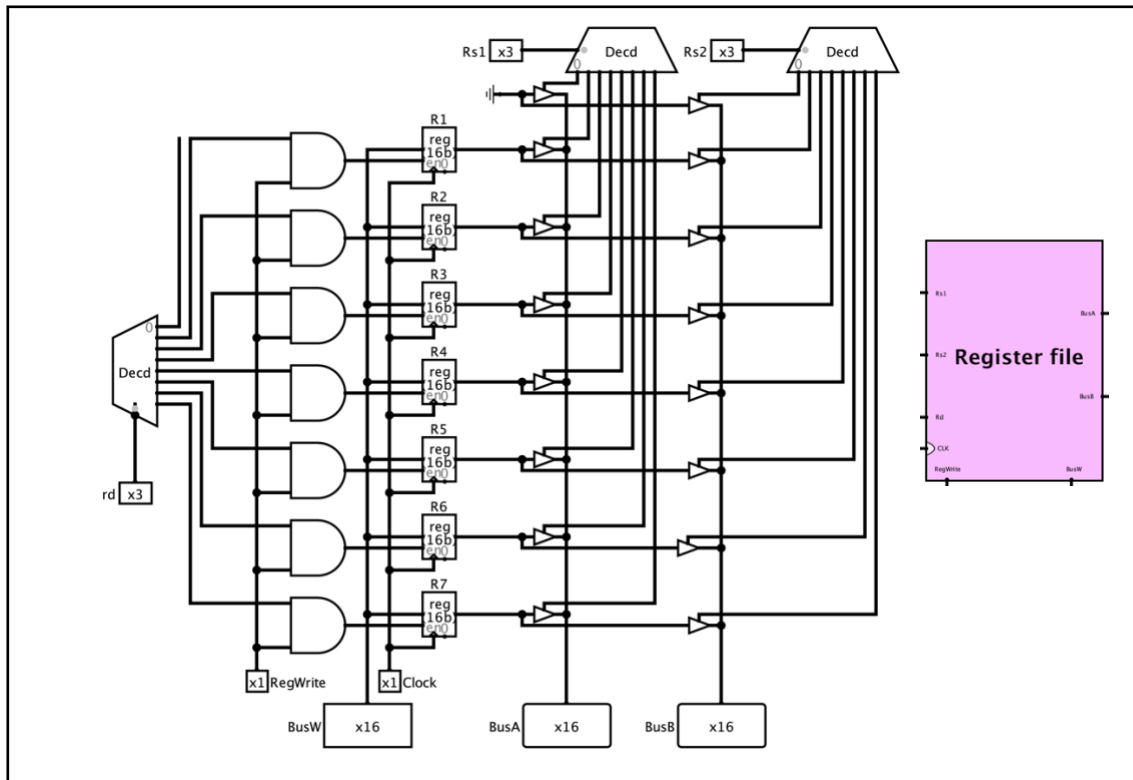 Rs1 x3 Decd Rs2 x3 Decd
0 0
R1
reg
16b
en0
R2
reg
16b
en0
R3
reg
16b
en0
R4
reg
16b
en0
R5
reg
16b
en0
R6
reg
16b
en0
R7
reg
16b
en0
0
Decd
rd x3
x1 RegWrite
x1 Clock
BusW x16
BusA x16
BusB x16
Rs1
BusA
Rs2
Register file
BusB
Rd
CLK
RegWrite
BusW